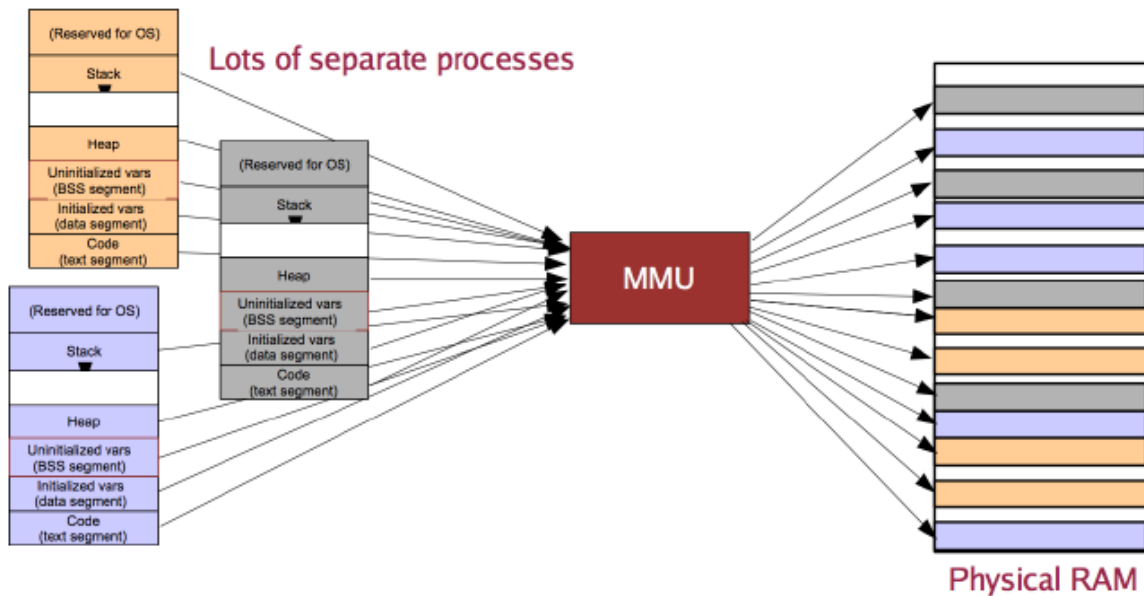 Lots of separate processes
(Reserved for OS)
Stack
Heap
Uninitialized vars
(BSS segment)
Initialized vars
(data segment)
Code
(text segment)
(Reserved for OS)
Stack
Heap
Uninitialized vars
(BSS segment)
Initialized vars
(data segment)
Code
(text segment)
(Reserved for OS)
Stack
Heap
Uninitialized vars
(BSS segment)
Initialized vars
(data segment)
Code
(text segment)
MMU
Physical RAM